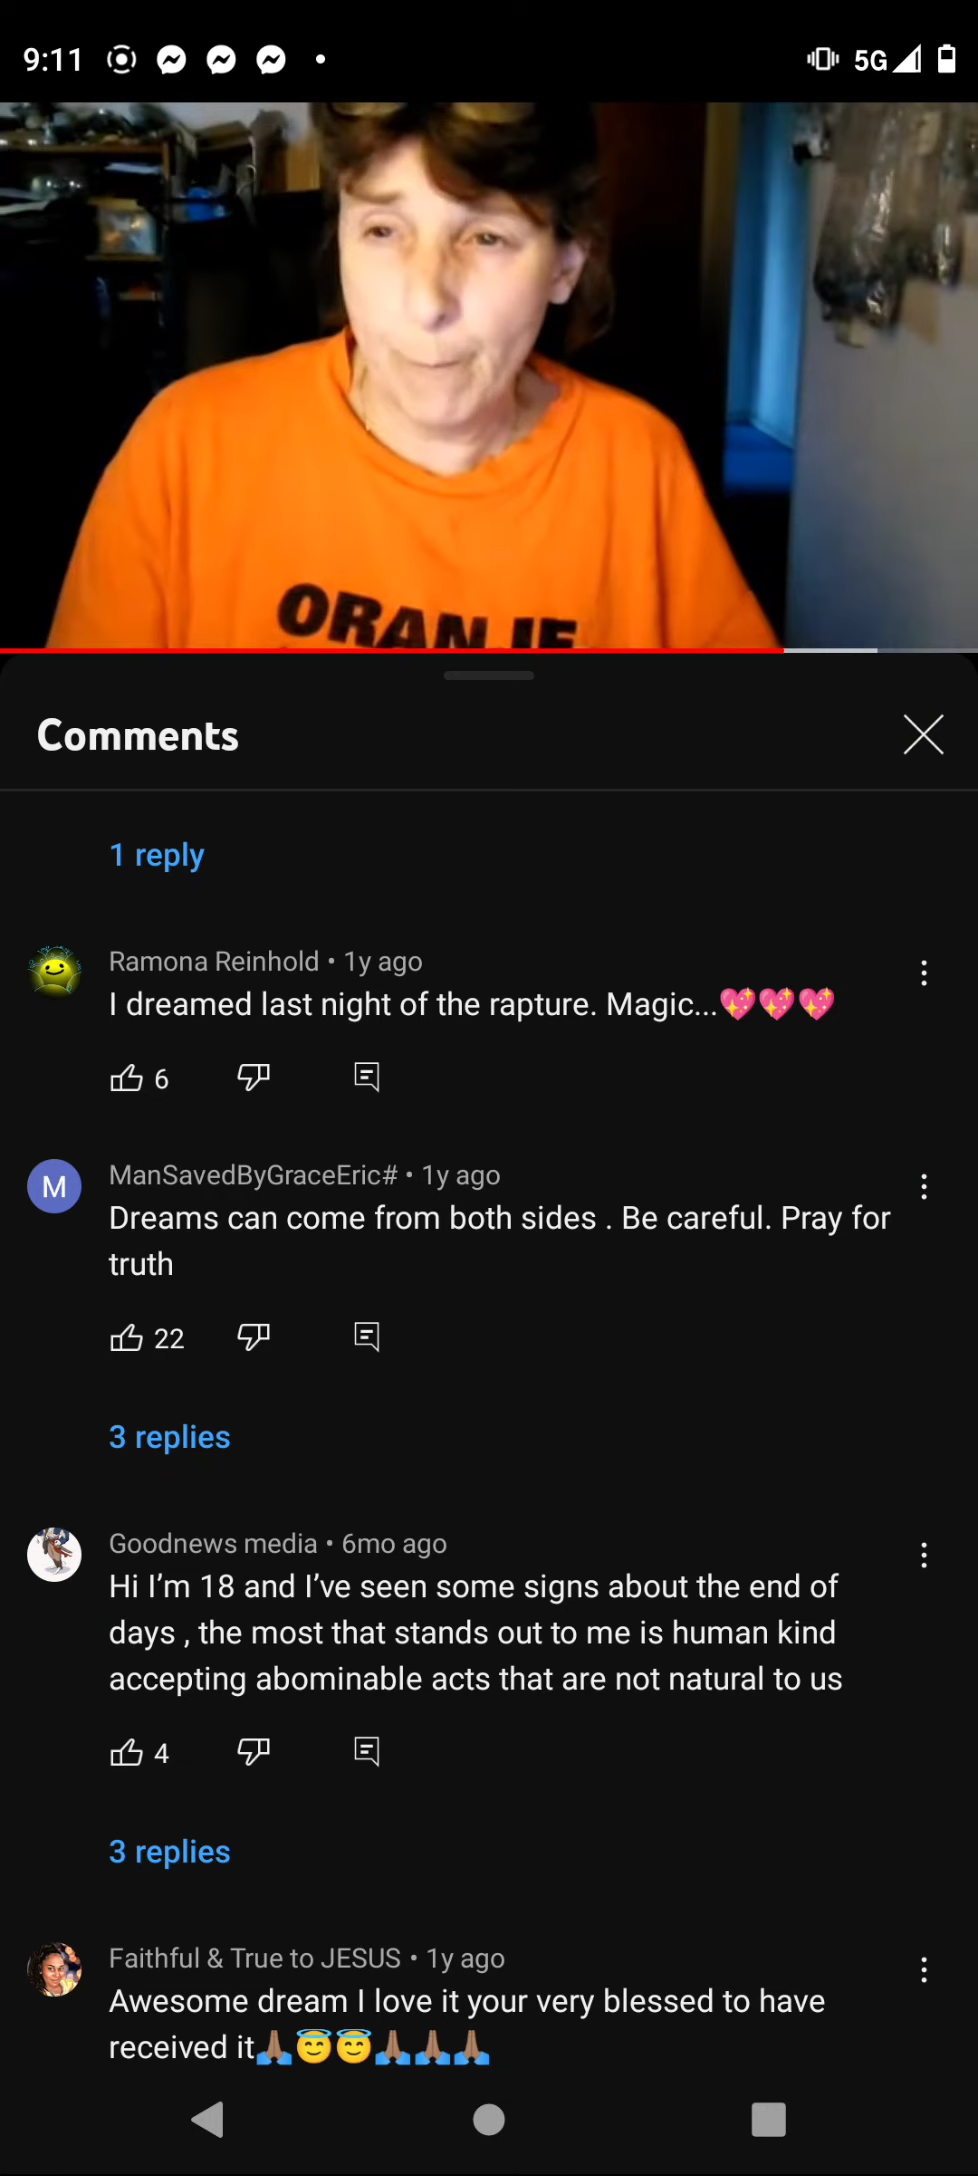 9:11
5G
ORANJE
Comments
1 reply
Ramona Reinhold • 1y ago
I dreamed last night of the rapture. Magic...💖💖💖
6
M
ManSavedByGraceEric# • 1y ago
Dreams can come from both sides . Be careful. Pray for
truth
22
3 replies
Goodnews media • 6mo ago
Hi I’m 18 and I’ve seen some signs about the end of
days , the most that stands out to me is human kind
accepting abominable acts that are not natural to us
4
3 replies
Faithful & True to JESUS • 1y ago
Awesome dream I love it your very blessed to have
received it🙏🏽😇😇🙏🏽🙏🏽🙏🏽